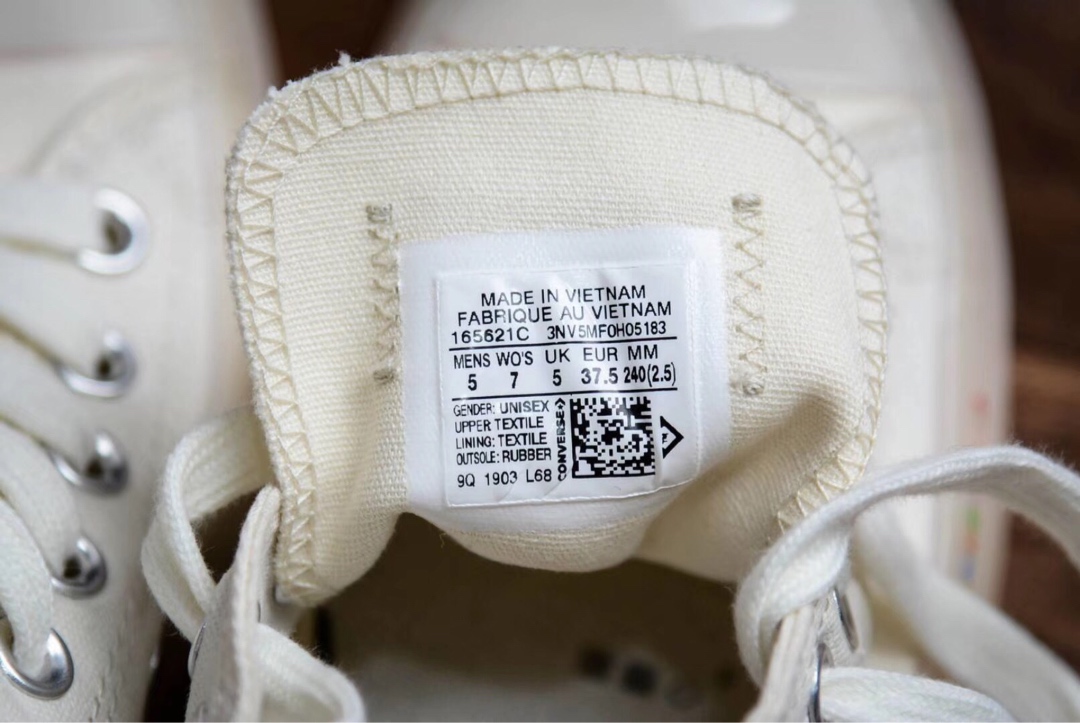 MADE IN VIETNAM
FABRIQUE AU VIETNAM
165621C 3NV5MF0H05183
MENS WO'S UK EUR MM
5 7 5 37.5 240(2.5)
GENDER: UNISEX
UPPER TEXTILE
LINING: TEXTILE
OUTSOLE: RUBBER
9Q 1903 L68
CONVERSE